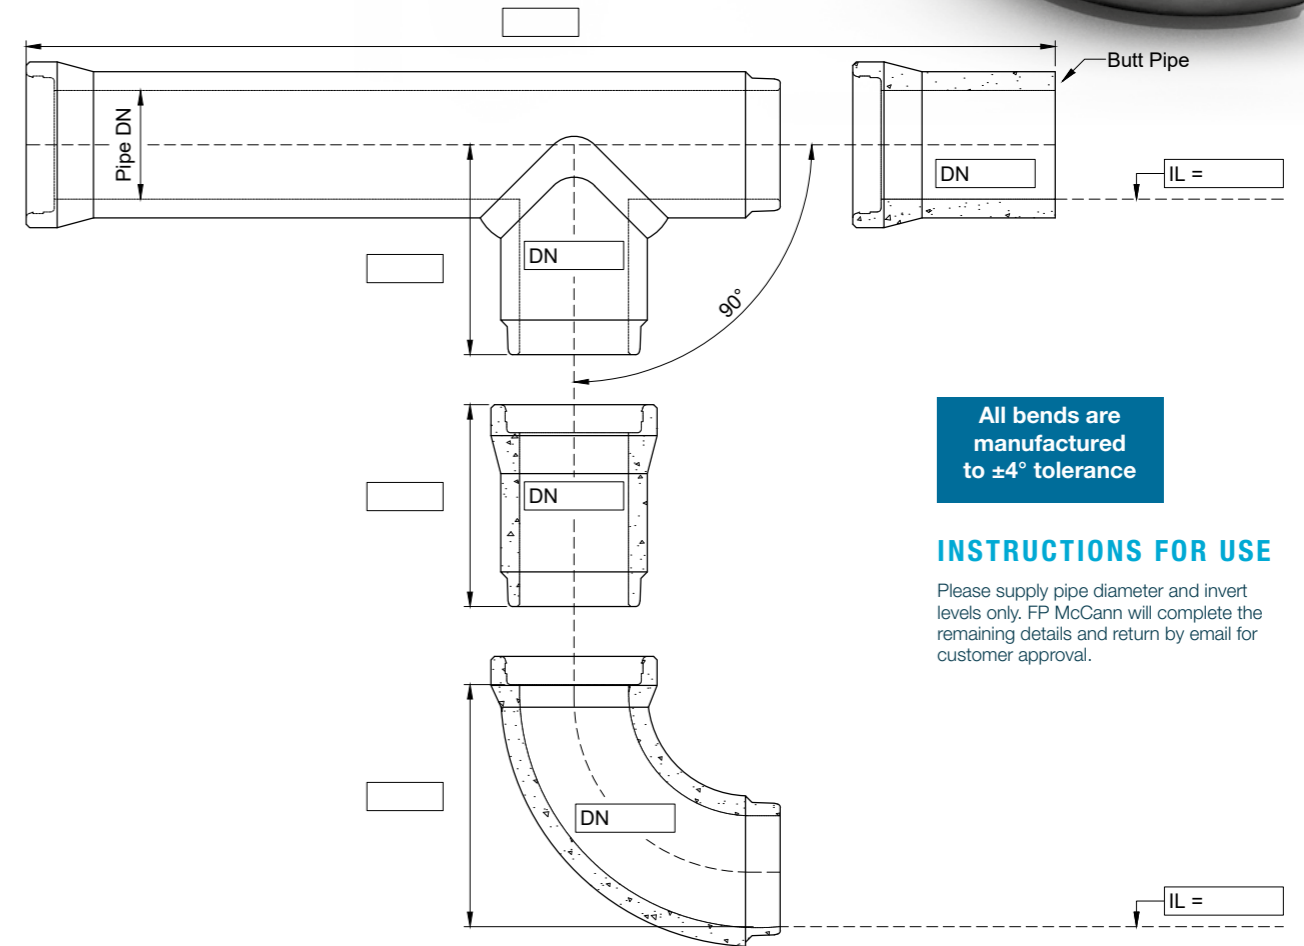 Butt Pipe
Pipe DN
DN
IL =
DN
90°
DN
All bends are
manufactured
to ±4° tolerance
INSTRUCTIONS FOR USE
Please supply pipe diameter and invert
levels only. FP McCann will complete the
remaining details and return by email for
customer approval.
DN
IL =